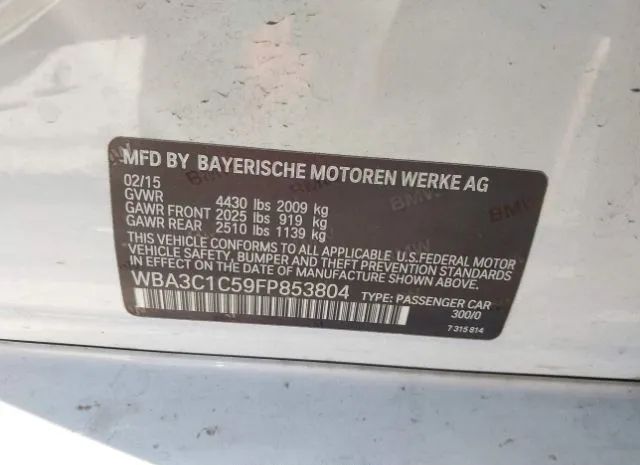 MFD BY BAYERISCHE MOTOREN WERKE AG
02/15
GVWR 4430 lbs 2009 kg
GAWR FRONT 2025 lbs 919 kg
GAWR REAR 2510 lbs 1139 kg
THIS VEHICLE CONFORMS TO ALL APPLICABLE U.S.FEDERAL MOTOR
VEHICLE SAFETY, BUMPER, AND THEFT PREVENTION STANDARDS
IN EFFECT ON THE DATE OF MANUFACTURE SHOWN ABOVE.
WBA3C1C59FP853804 TYPE: PASSENGER CAR
300/0
7 315 814